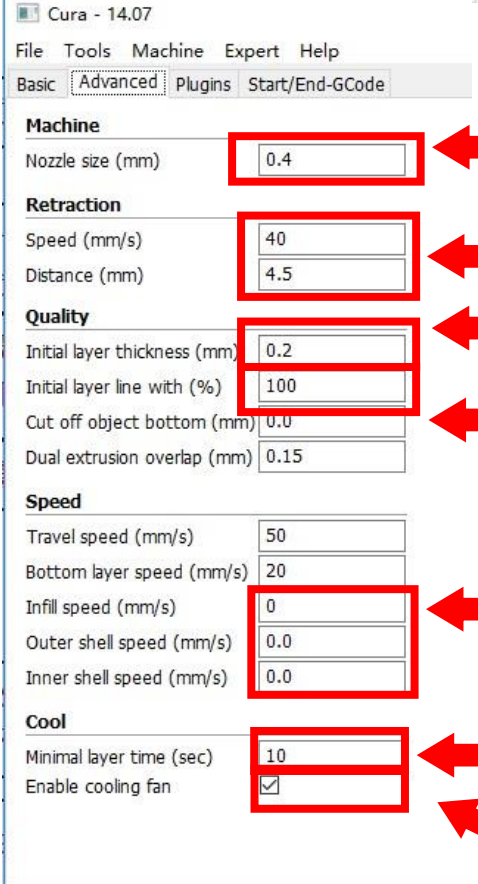 Cura - 14.07
File Tools Machine Expert Help
Basic Advanced Plugins Start/End-GCode
Machine
Nozzle size (mm) 0.4
Retraction
Speed (mm/s) 40
Distance (mm) 4.5
Quality
Initial layer thickness (mm) 0.2
Initial layer line with (%) 100
Cut off object bottom (mm) 0.0
Dual extrusion overlap (mm) 0.15
Speed
Travel speed (mm/s) 50
Bottom layer speed (mm/s) 20
Infill speed (mm/s) 0
Outer shell speed (mm/s) 0.0
Inner shell speed (mm/s) 0.0
Cool
Minimal layer time (sec) 10
Enable cooling fan